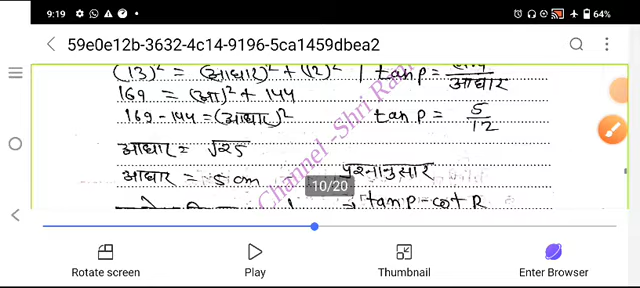 9:19
64%
59e0e12b-3632-4c14-9196-5ca1459dbea2
(13)² = (आधार)² + (12)² | tan P =
आधार
169 = (आ)² + 144
169 - 144 = (आधार)² tan P = 5/12
आधार = √25
आधार = 5 cm प्रश्नानुसार
10/20
tan P - cot R
Channel - Shri Ram
Rotate screen
Play
Thumbnail
Enter Browser